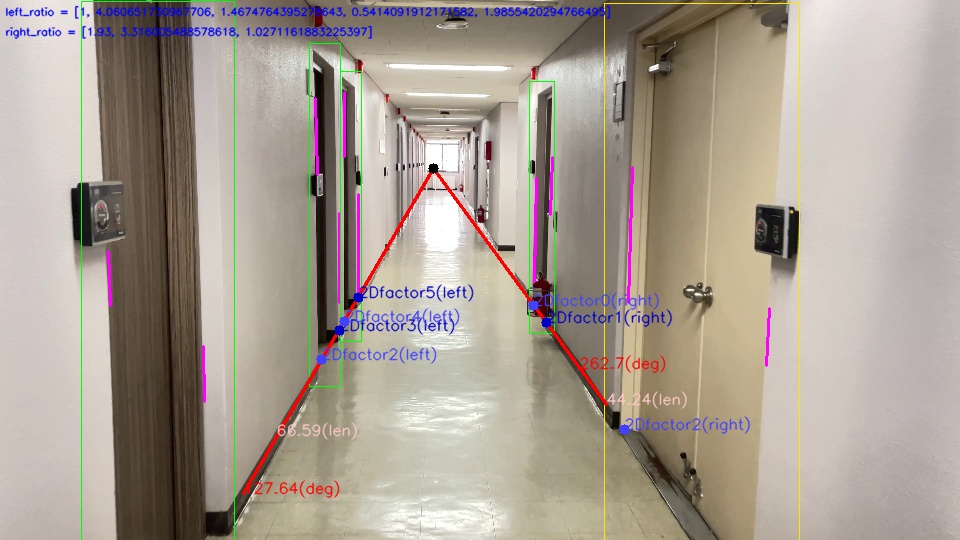 left_ratio = [1, 4.060651730967706, 1.4674764395275643, 0.5414091912171582, 1.9855420294766495]
right_ratio = [1.93, 3.316005488578618, 1.0271161883225397]
2Dfactor5(left)
2Dfactor0(right)
2Dfactor4(left)
2Dfactor1(right)
2Dfactor3(left)
2Dfactor2(left)
262.7(deg)
44.24(len)
2Dfactor2(right)
66.59(len)
27.64(deg)